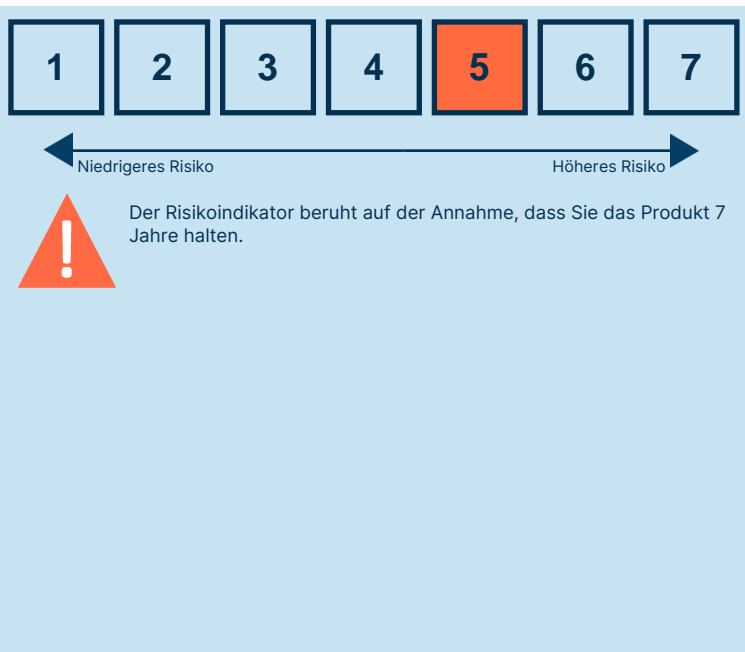 1 2 3 4 5 6 7
Niedrigeres Risiko Höheres Risiko
Der Risikoindikator beruht auf der Annahme, dass Sie das Produkt 7
Jahre halten.